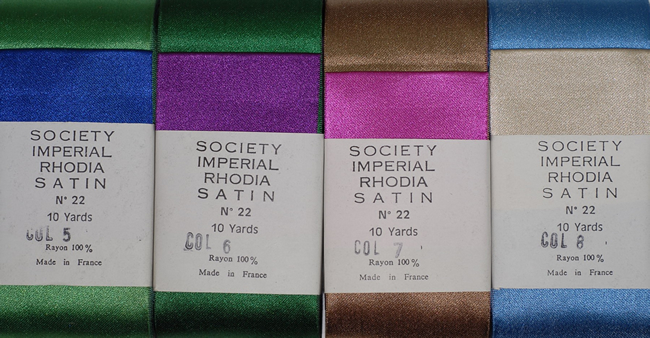 SOCIETY
IMPERIAL
RHODIA
SATIN
N° 22
10 Yards
COL 5
Rayon 100%
Made in France
SOCIETY
IMPERIAL
RHODIA
SATIN
N° 22
10 Yards
COL 6
Rayon 100%
Made in France
SOCIETY
IMPERIAL
RHODIA
SATIN
N° 22
10 Yards
COL 7
Rayon 100%
Made in France
SOCIETY
IMPERIAL
RHODIA
SATIN
N° 22
10 Yards
COL 8
Rayon 100%
Made in France